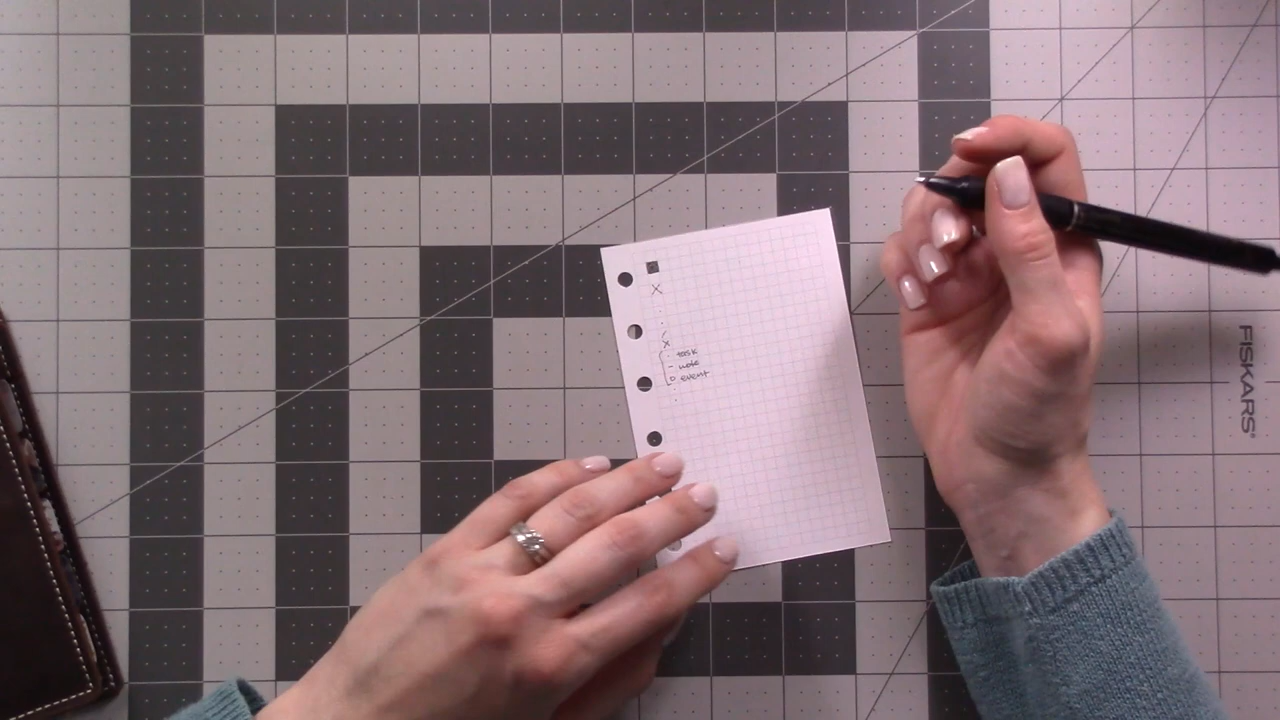 X
X
· task
- note
o event
FISKARS